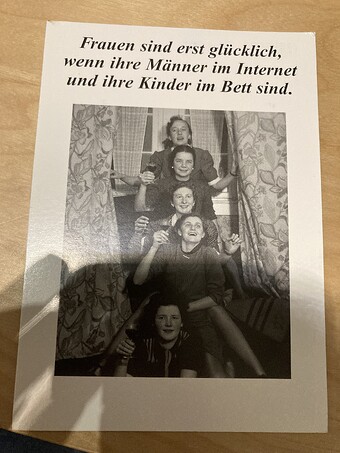 Frauen sind erst glücklich,
wenn ihre Männer im Internet
und ihre Kinder im Bett sind.